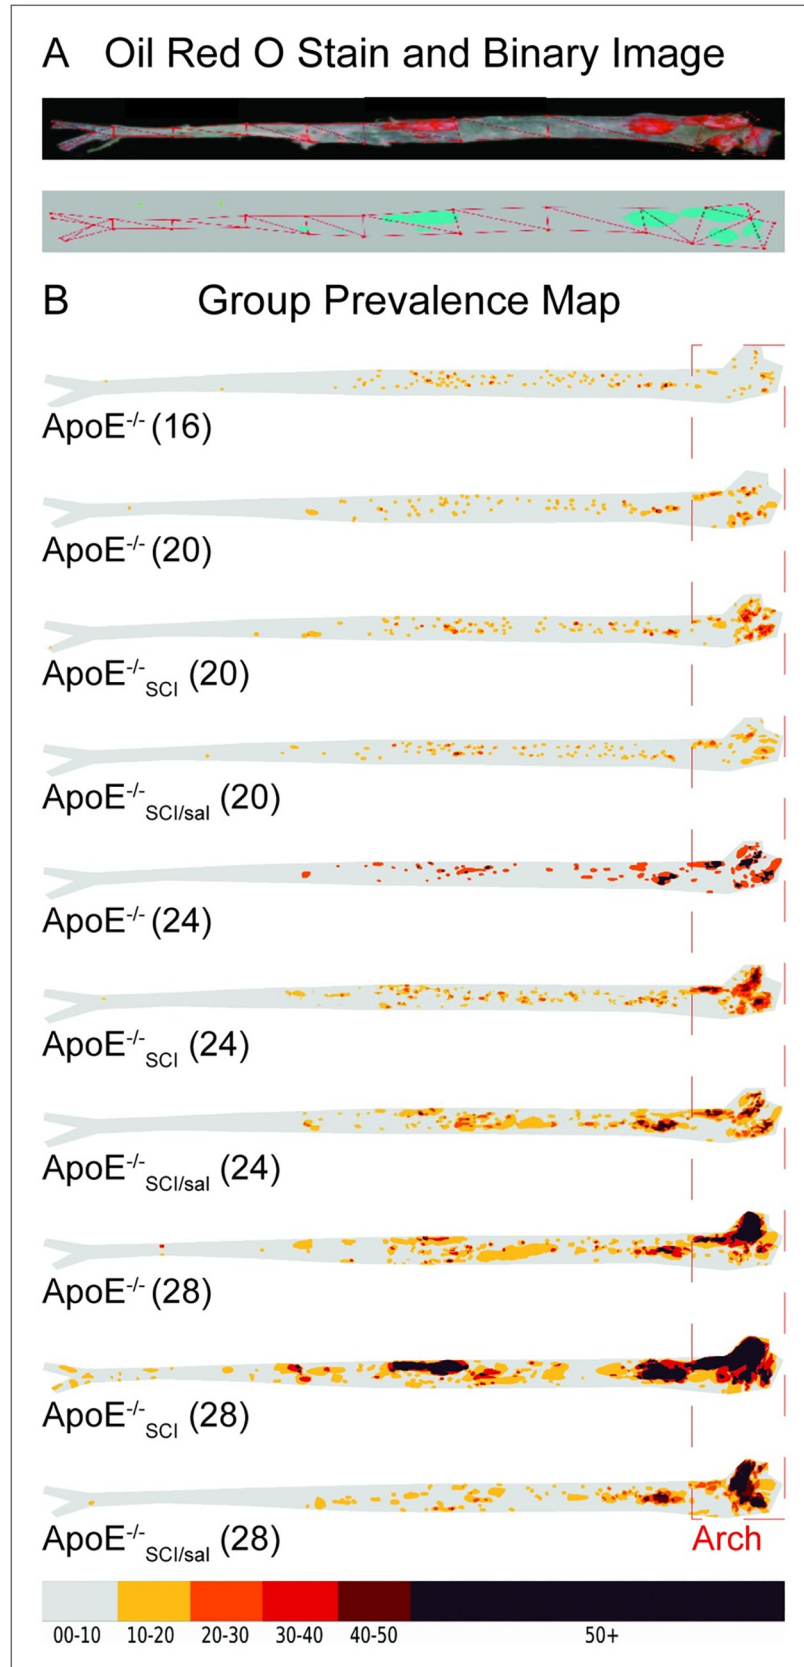 A Oil Red O Stain and Binary Image
B Group Prevalence Map
ApoE-/- (16)
ApoE-/- (20)
ApoE-/-SCI (20)
ApoE-/-SCI/sal (20)
ApoE-/- (24)
ApoE-/-SCI (24)
ApoE-/-SCI/sal (24)
ApoE-/- (28)
ApoE-/-SCI (28)
ApoE-/-SCI/sal (28)
Arch
00-10 10-20 20-30 30-40 40-50 50+